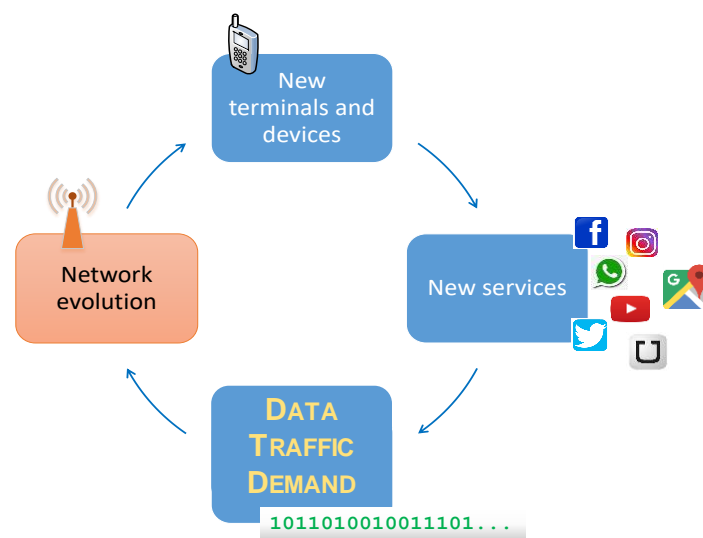 New
terminals and
devices
Network
evolution
New services
f
G
DATA
TRAFFIC
DEMAND
1011010010011101...